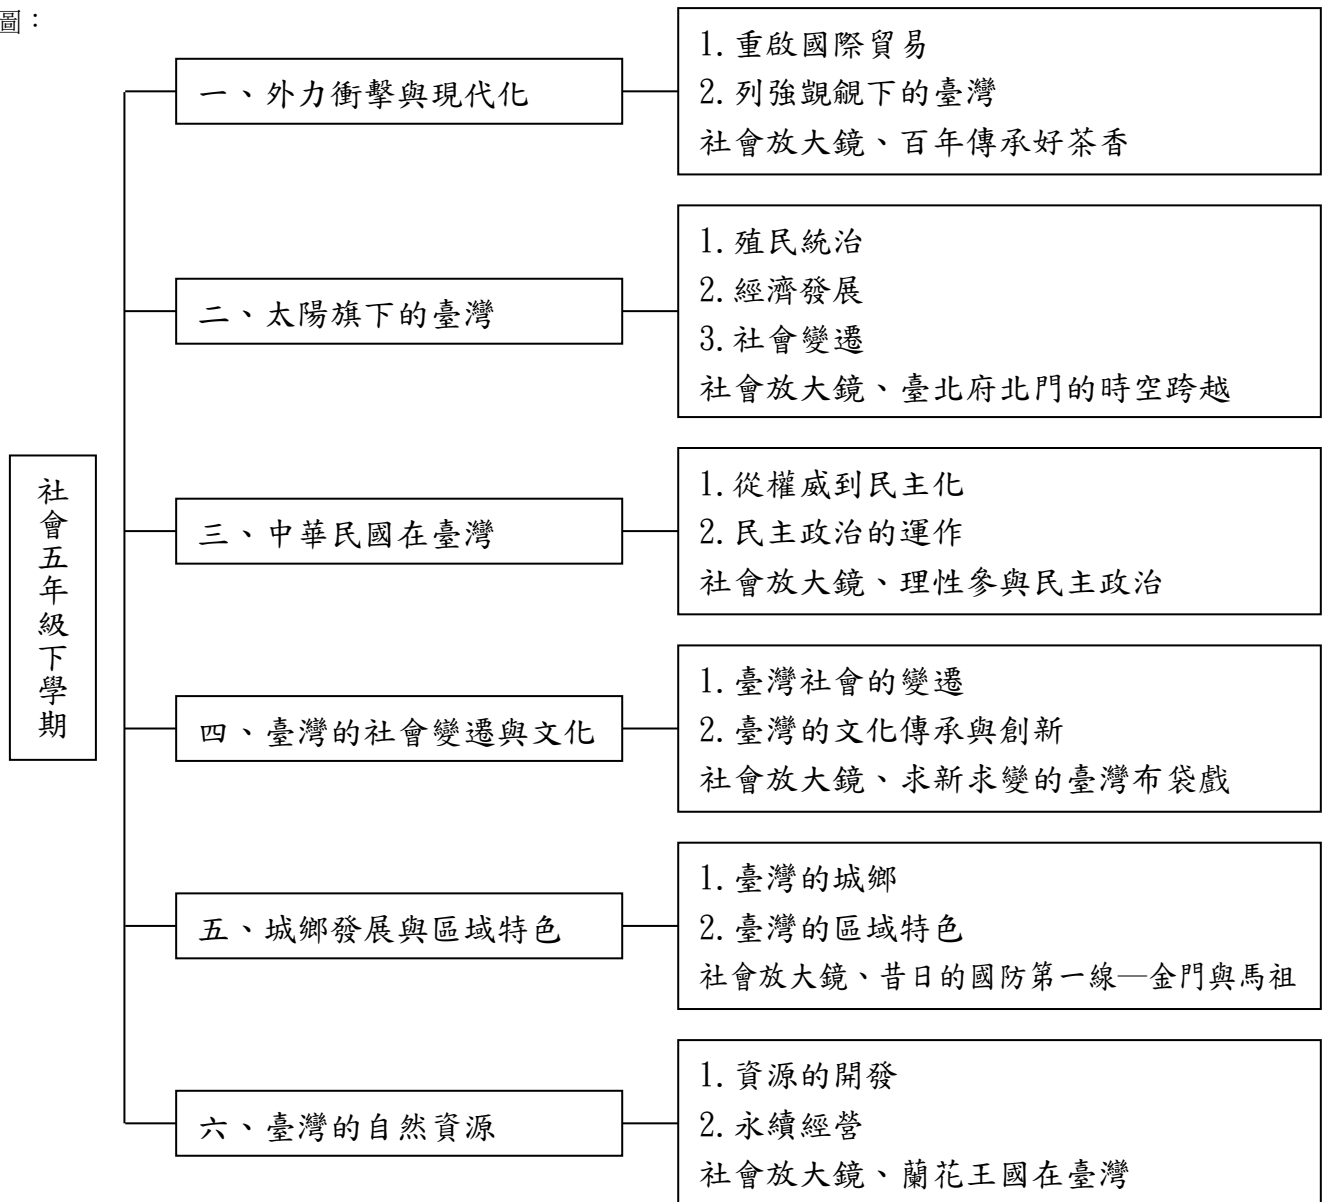 圖：
社會五年級下學期
一、外力衝擊與現代化
1.重啟國際貿易
2.列強覬覦下的臺灣
社會放大鏡、百年傳承好茶香
二、太陽旗下的臺灣
1.殖民統治
2.經濟發展
3.社會變遷
社會放大鏡、臺北府北門的時空跨越
三、中華民國在臺灣
1.從權威到民主化
2.民主政治的運作
社會放大鏡、理性參與民主政治
四、臺灣的社會變遷與文化
1.臺灣社會的變遷
2.臺灣的文化傳承與創新
社會放大鏡、求新求變的臺灣布袋戲
五、城鄉發展與區域特色
1.臺灣的城鄉
2.臺灣的區域特色
社會放大鏡、昔日的國防第一線—金門與馬祖
六、臺灣的自然資源
1.資源的開發
2.永續經營
社會放大鏡、蘭花王國在臺灣